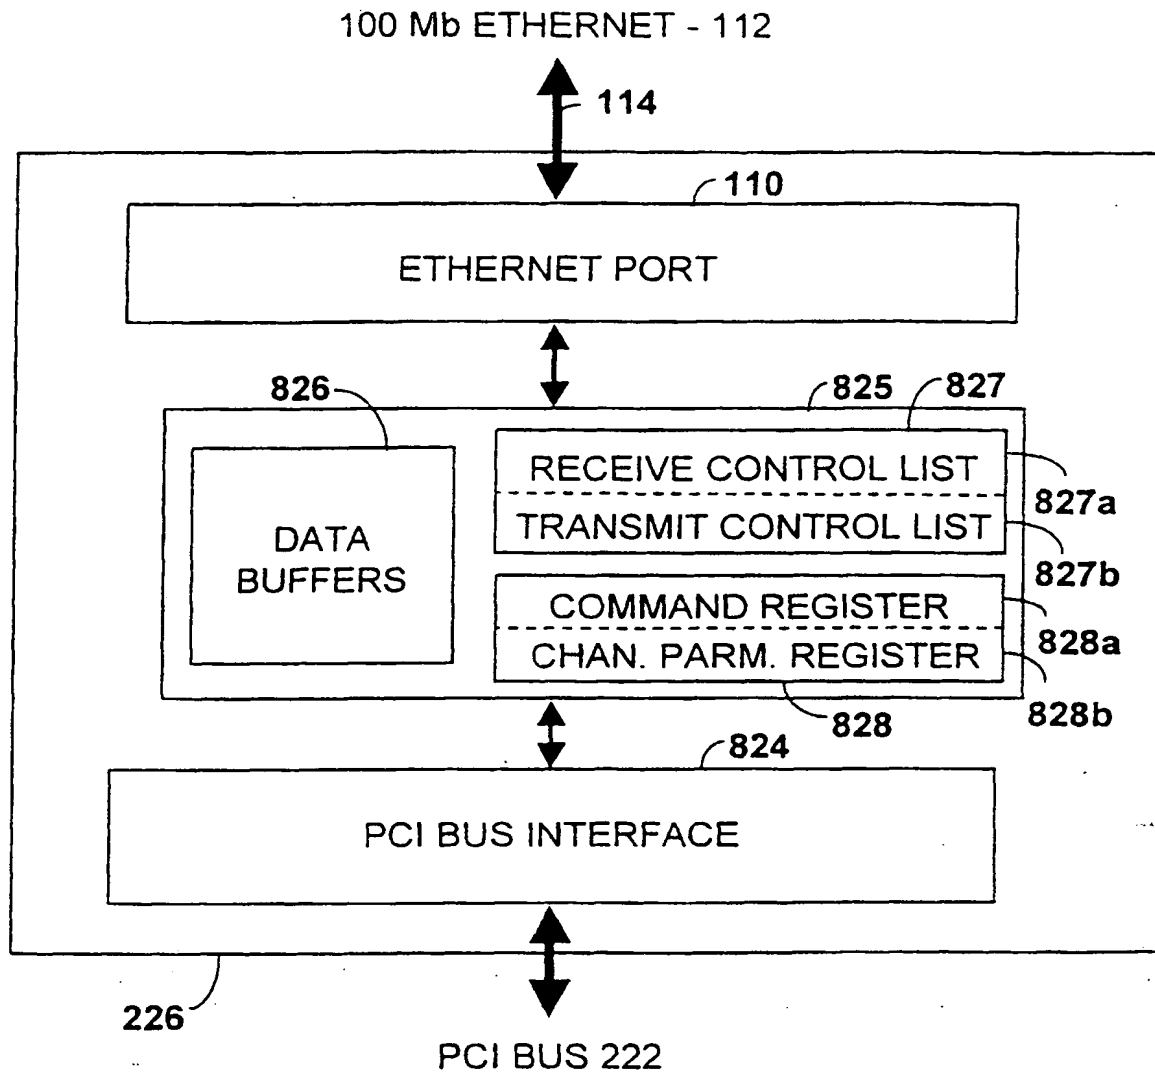 100 Mb ETHERNET - 112
114
110
ETHERNET PORT
826
825
827
DATA
BUFFERS
RECEIVE CONTROL LIST
827a
TRANSMIT CONTROL LIST
827b
COMMAND REGISTER
828a
CHAN. PARM. REGISTER
828b
828
824
PCI BUS INTERFACE
226
PCI BUS 222